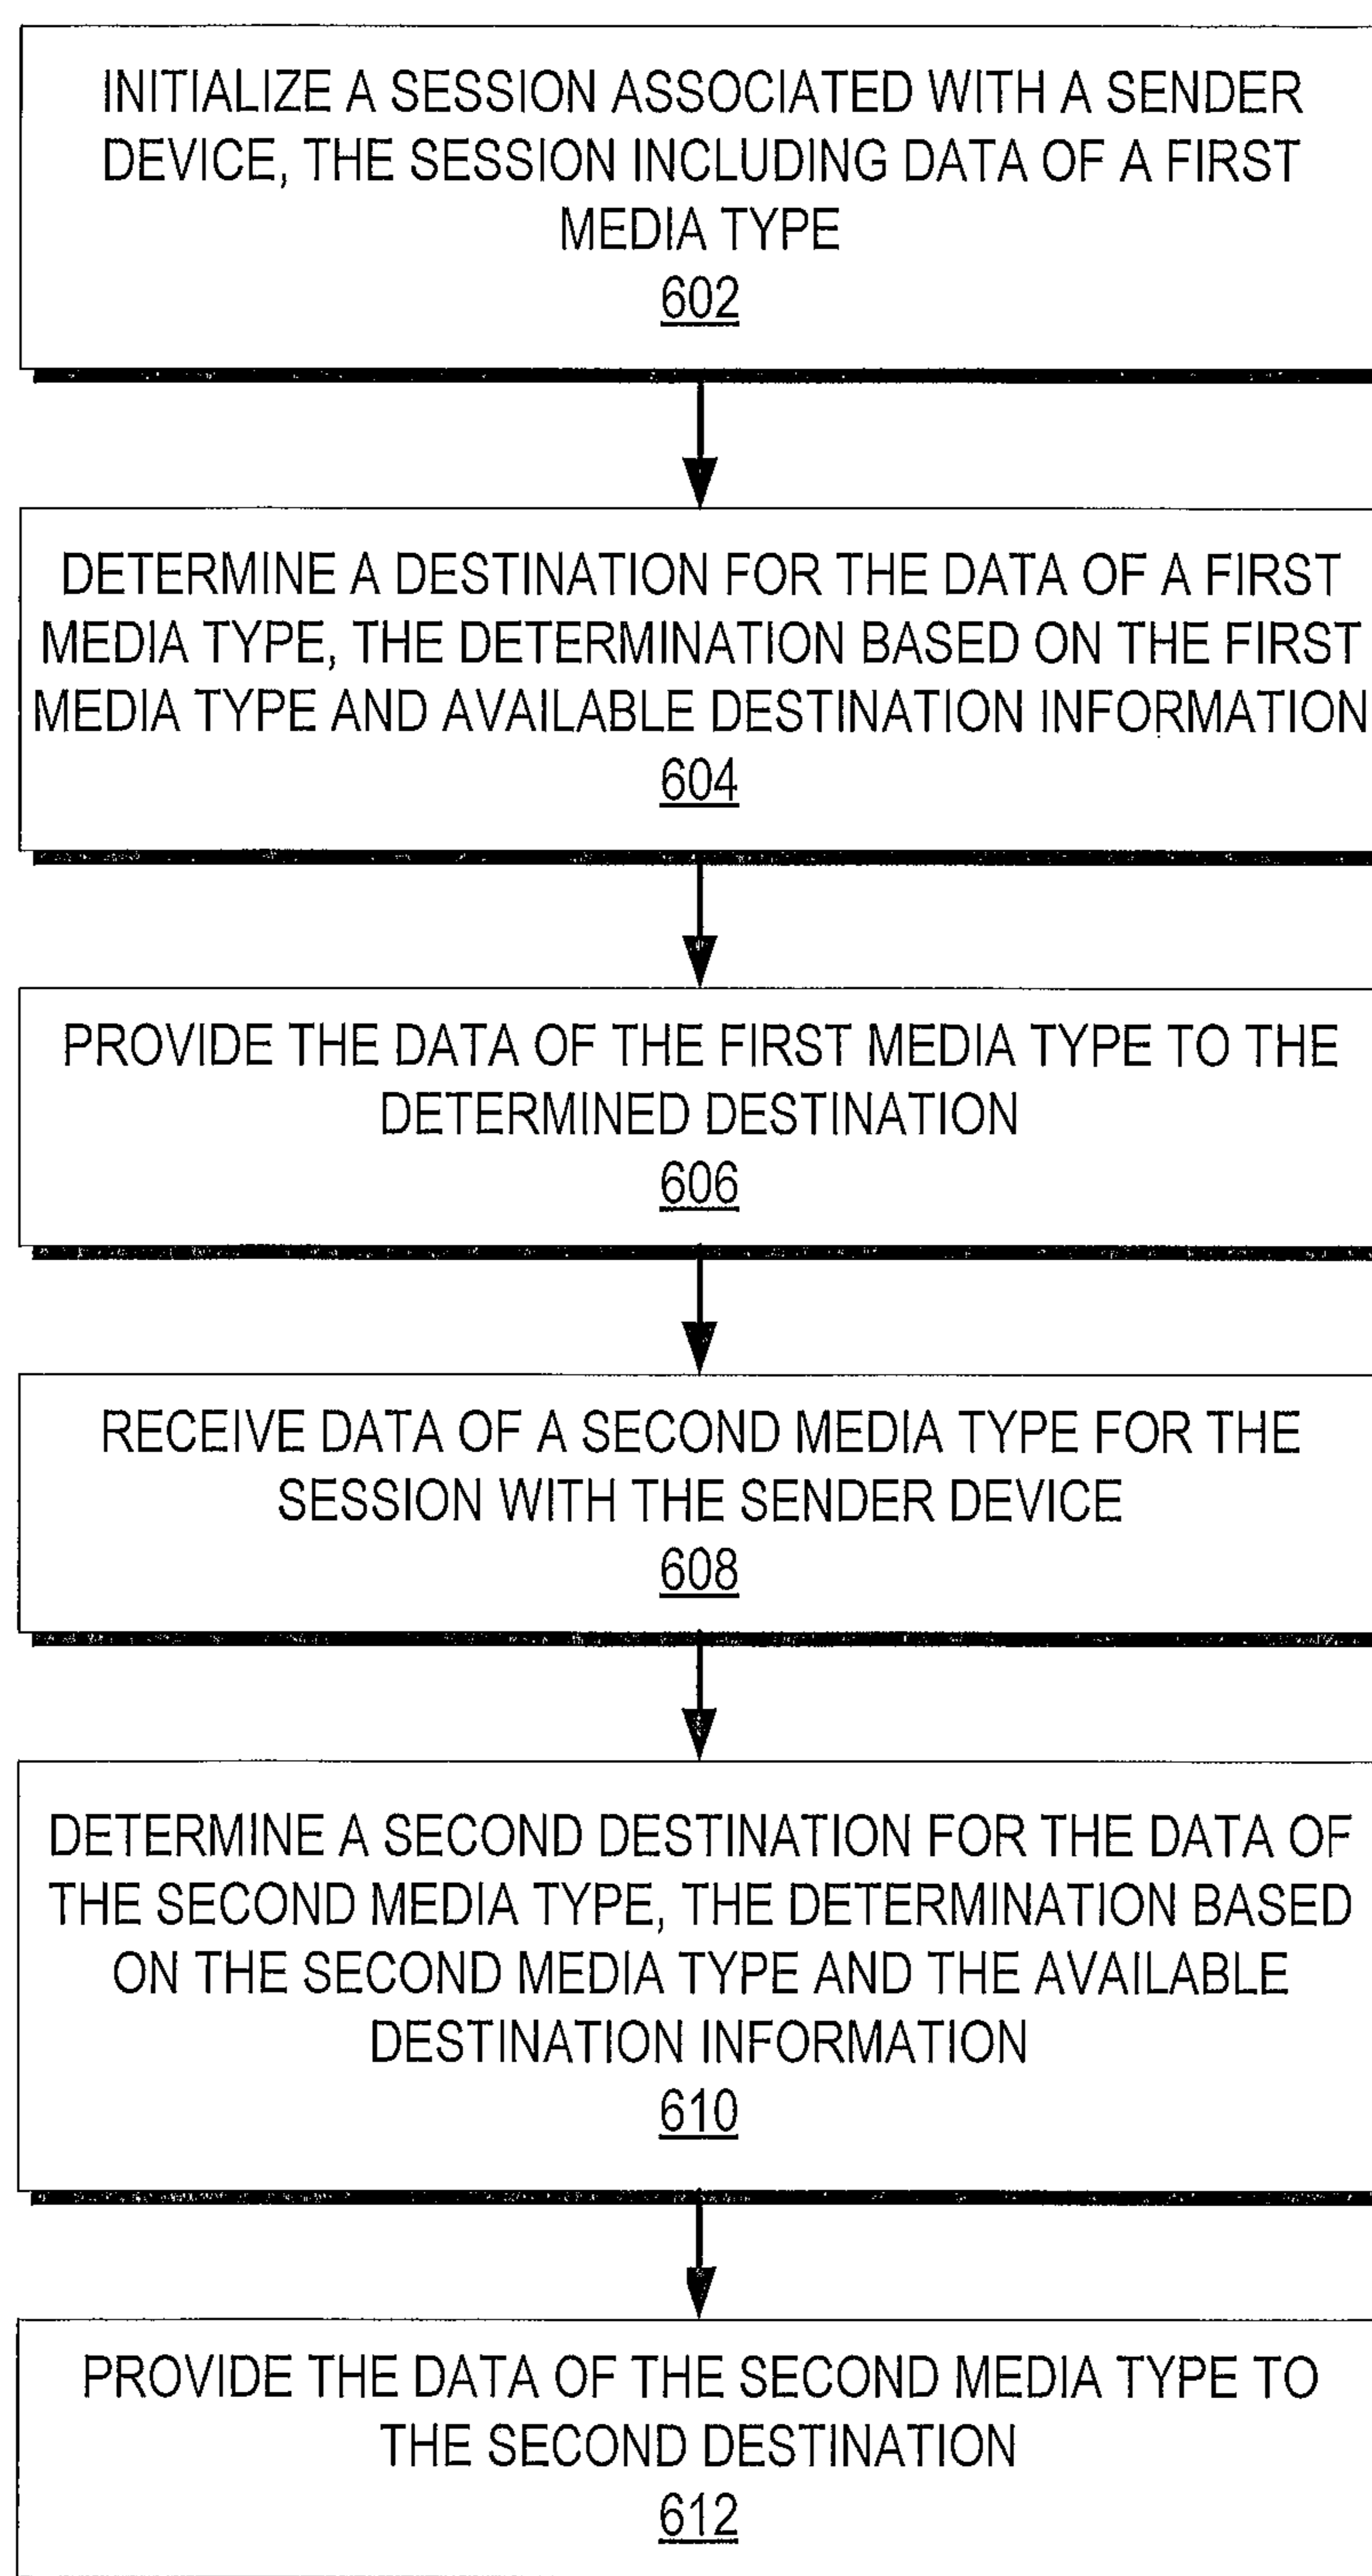 INITIALIZE A SESSION ASSOCIATED WITH A SENDER
DEVICE, THE SESSION INCLUDING DATA OF A FIRST
MEDIA TYPE
602
DETERMINE A DESTINATION FOR THE DATA OF A FIRST
MEDIA TYPE, THE DETERMINATION BASED ON THE FIRST
MEDIA TYPE AND AVAILABLE DESTINATION INFORMATION
604
PROVIDE THE DATA OF THE FIRST MEDIA TYPE TO THE
DETERMINED DESTINATION
606
RECEIVE DATA OF A SECOND MEDIA TYPE FOR THE
SESSION WITH THE SENDER DEVICE
608
DETERMINE A SECOND DESTINATION FOR THE DATA OF
THE SECOND MEDIA TYPE, THE DETERMINATION BASED
ON THE SECOND MEDIA TYPE AND THE AVAILABLE
DESTINATION INFORMATION
610
PROVIDE THE DATA OF THE SECOND MEDIA TYPE TO
THE SECOND DESTINATION
612